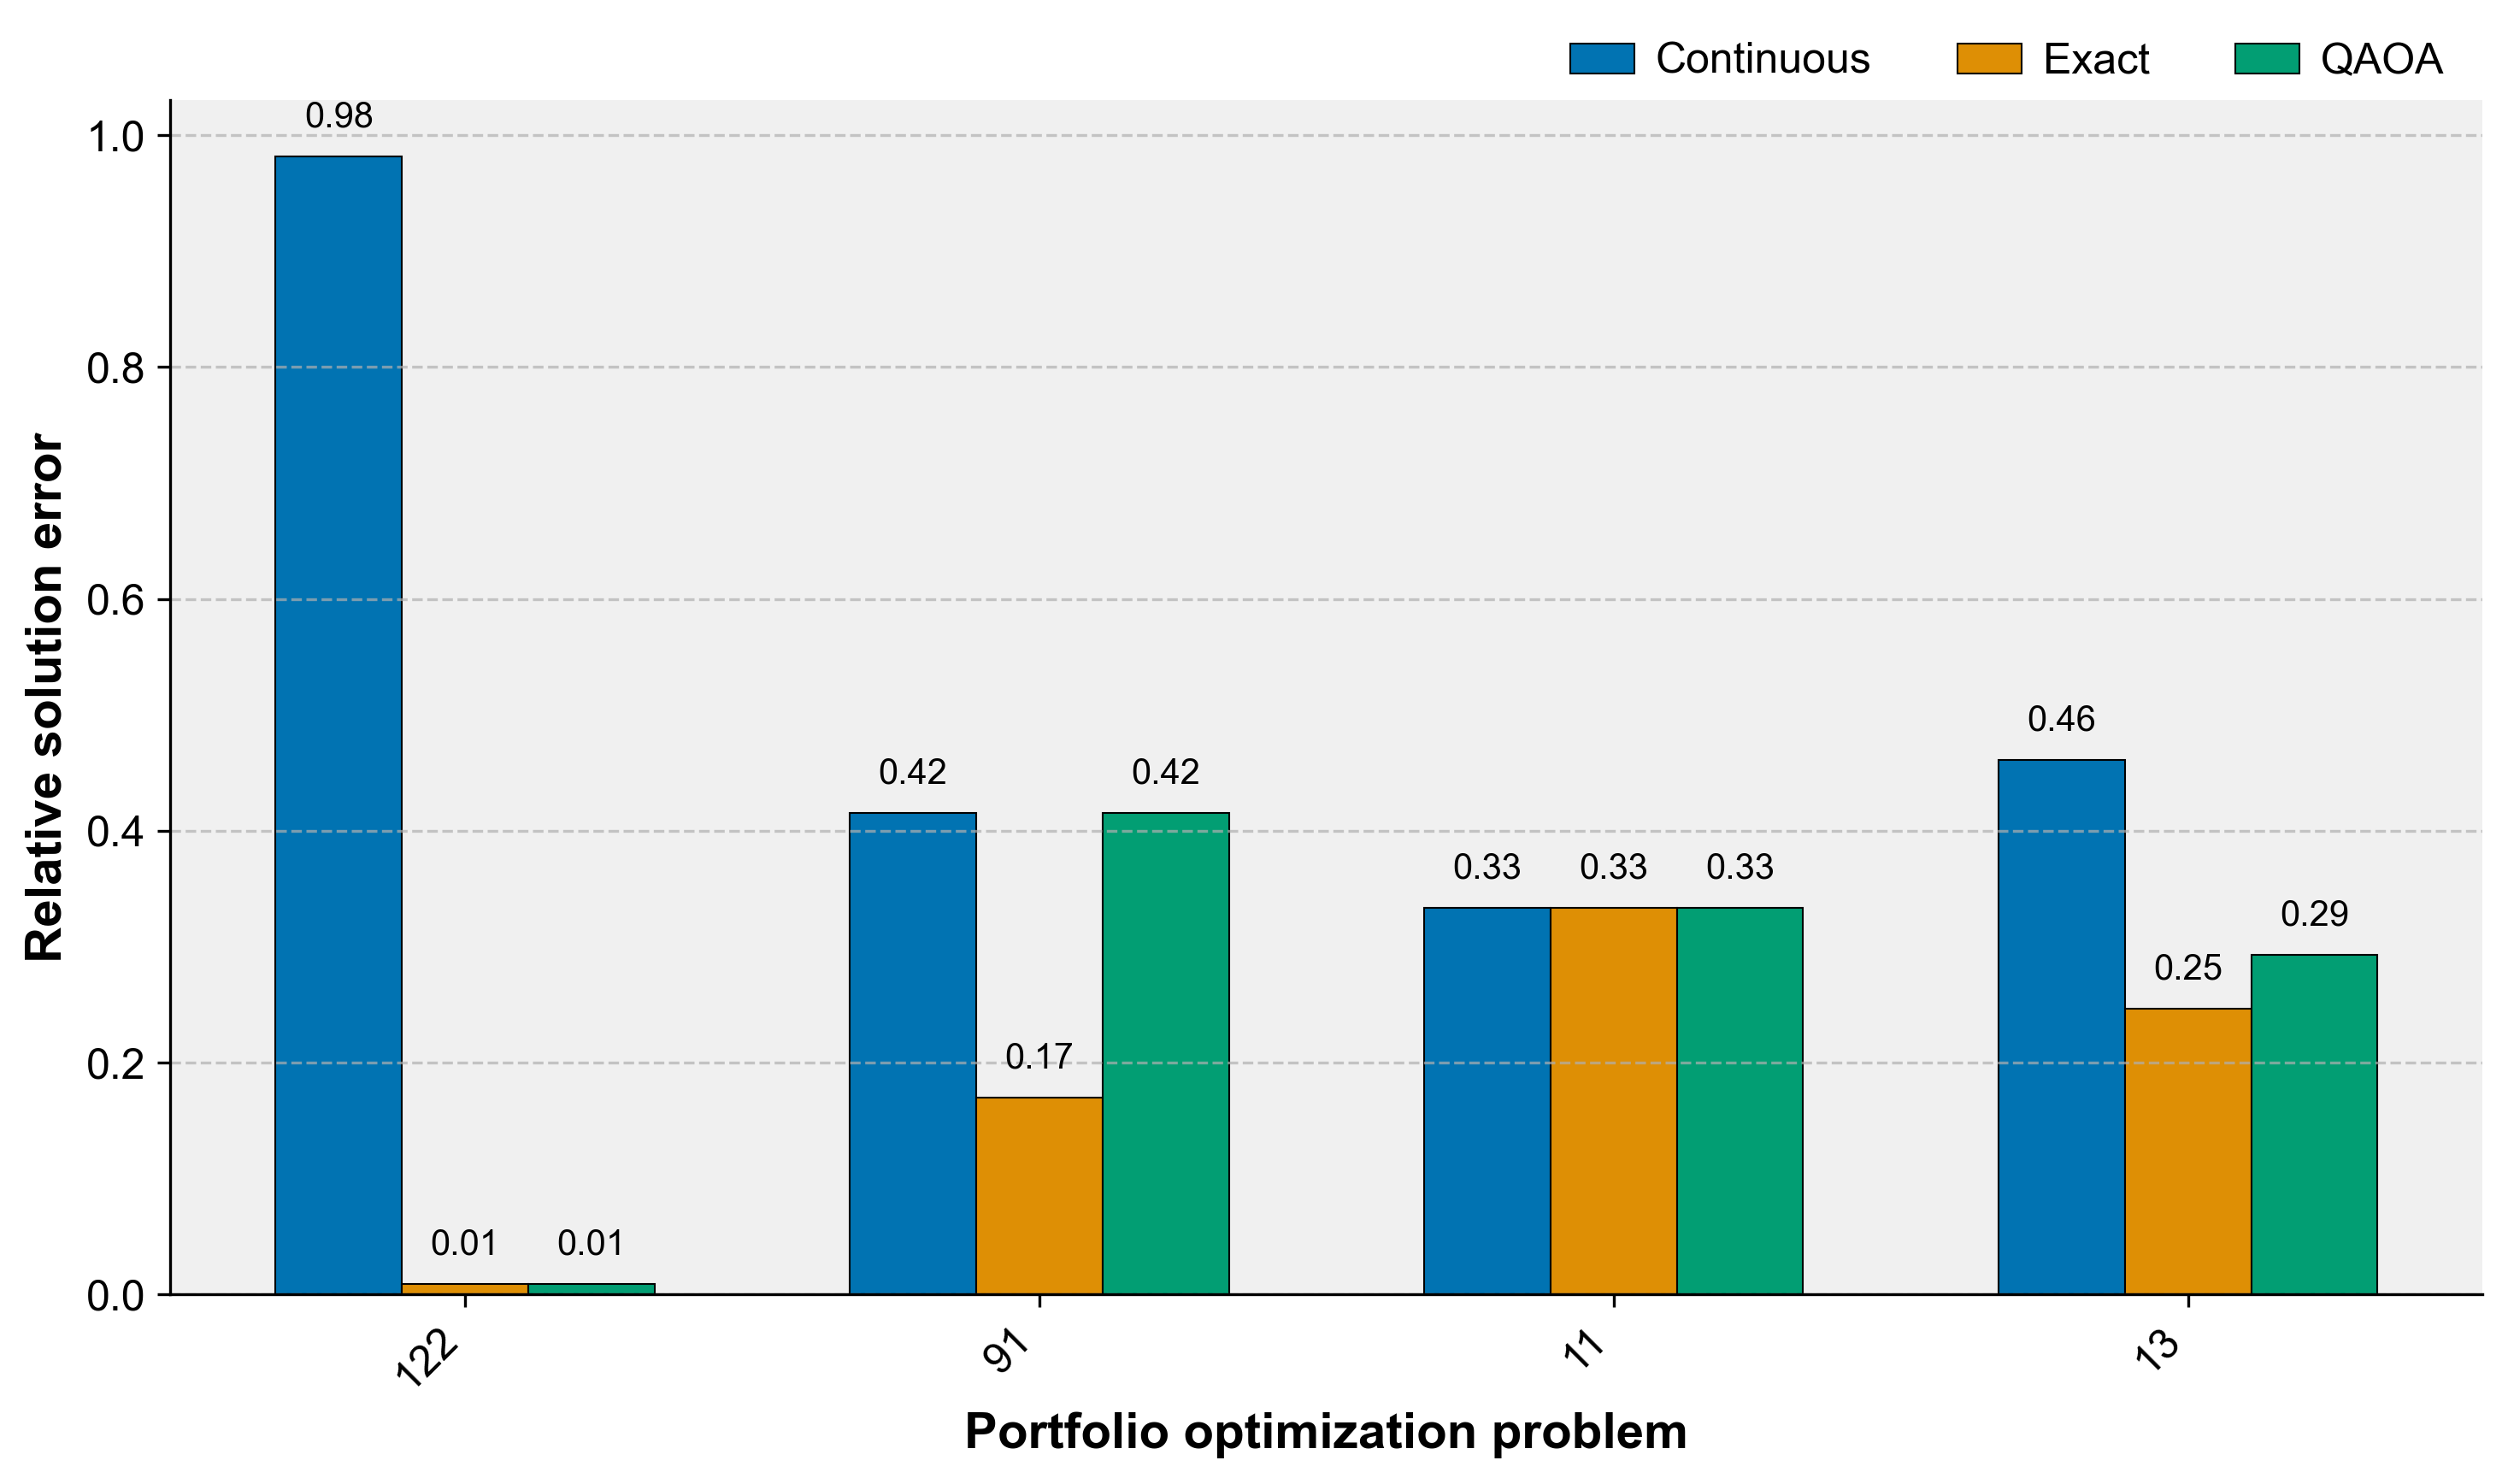 Continuous Exact QAOA
0.98
1.0
0.8
0.6
0.4
0.2
0.0
Relative solution error
0.01 0.01
0.42 0.17 0.42
0.33 0.33 0.33
0.46 0.25 0.29
122 91 11 13
Portfolio optimization problem